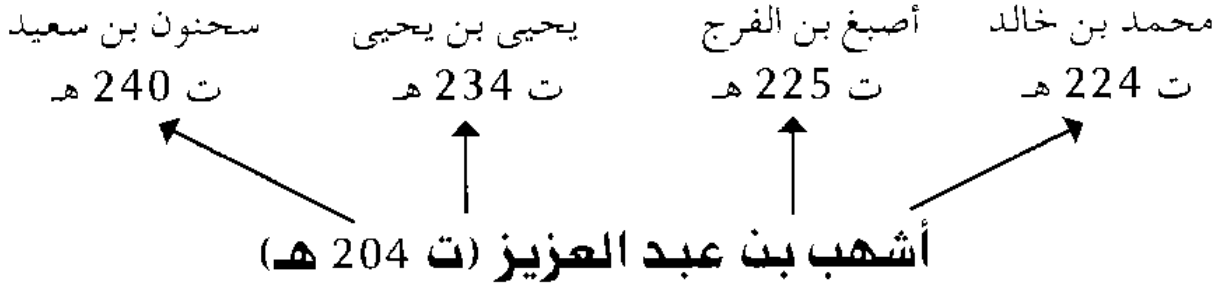 محمد بن خالد أصبغ بن الفرج يحيى بن يحيى سحنون بن سعيد
ت 224 هـ ت 225 هـ ت 234 هـ ت 240 هـ
أشهب بن عبد العزيز (ت 204 هـ)